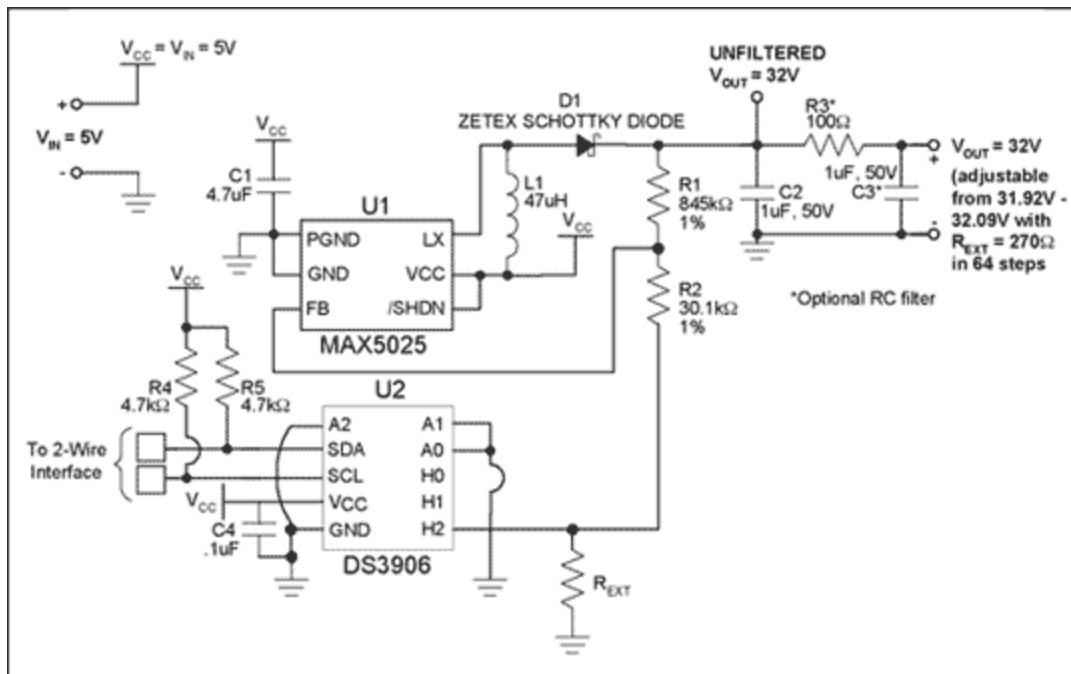 V_CC = V_IN = 5V
+
V_IN = 5V
-
UNFILTERED
V_OUT = 32V
D1
ZETEX SCHOTTKY DIODE
R3*
100Ω
V_CC
C1
4.7uF
L1
47uH
V_CC
R1
845kΩ
1%
C2
1uF, 50V
1uF, 50V
C3*
+
-
V_OUT = 32V
(adjustable
from 31.92V -
32.09V with
R_EXT = 270Ω
in 64 steps
*Optional RC filter
U1
PGND
LX
GND
VCC
FB
/SHDN
MAX5025
R2
30.1kΩ
1%
V_CC
R4
4.7kΩ
R5
4.7kΩ
To 2-Wire
Interface
U2
A2
A1
SDA
A0
SCL
H0
VCC
H1
GND
H2
DS3906
V_CC
C4
.1uF
R_EXT